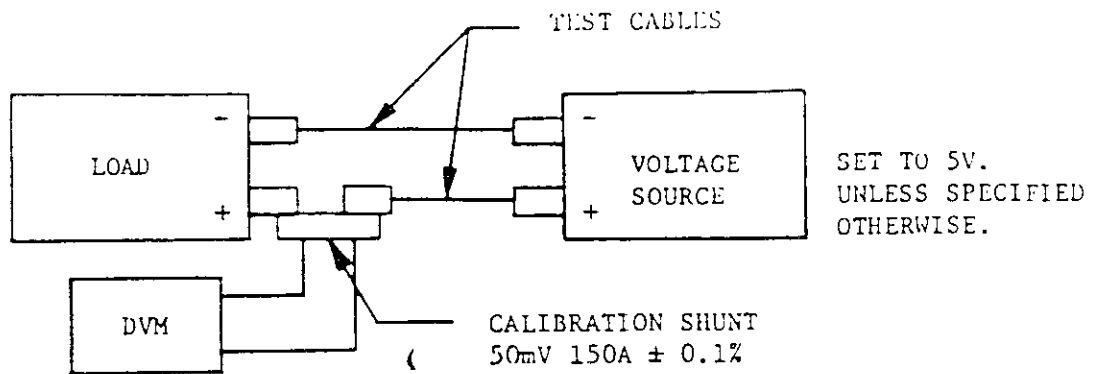 TEST CABLES
-
-
LOAD
VOLTAGE
SOURCE
SET TO 5V.
UNLESS SPECIFIED
OTHERWISE.
+
+
DVM
CALIBRATION SHUNT
50mV 150A ± 0.1%